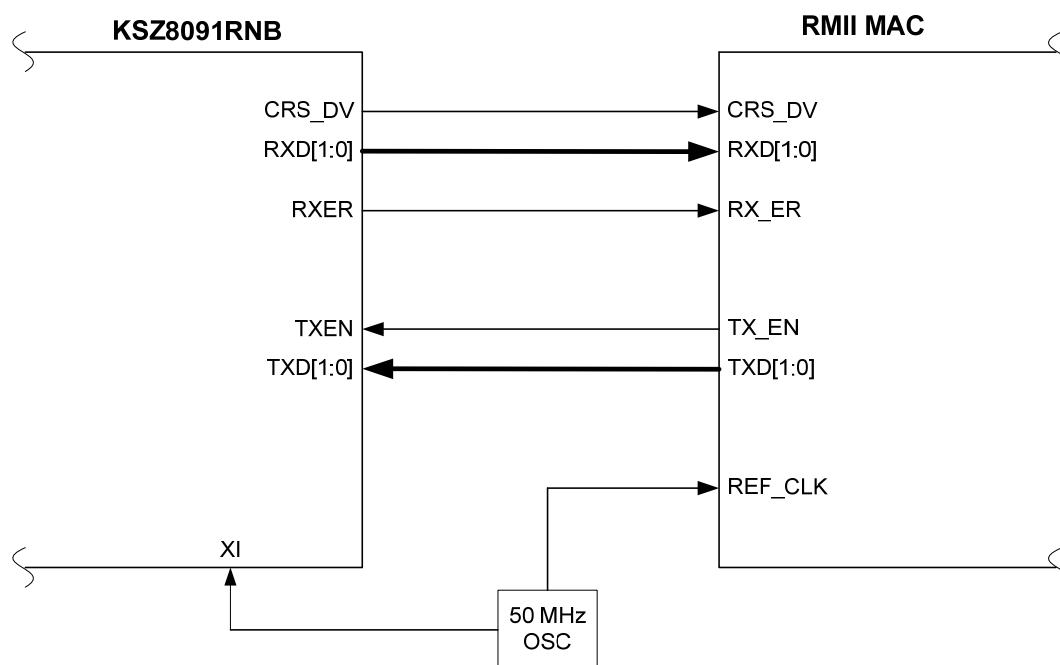 KSZ8091RNB
RMII MAC
CRS_DV
CRS_DV
RXD[1:0]
RXD[1:0]
RXER
RX_ER
TXEN
TX_EN
TXD[1:0]
TXD[1:0]
REF_CLK
XI
50 MHz
OSC